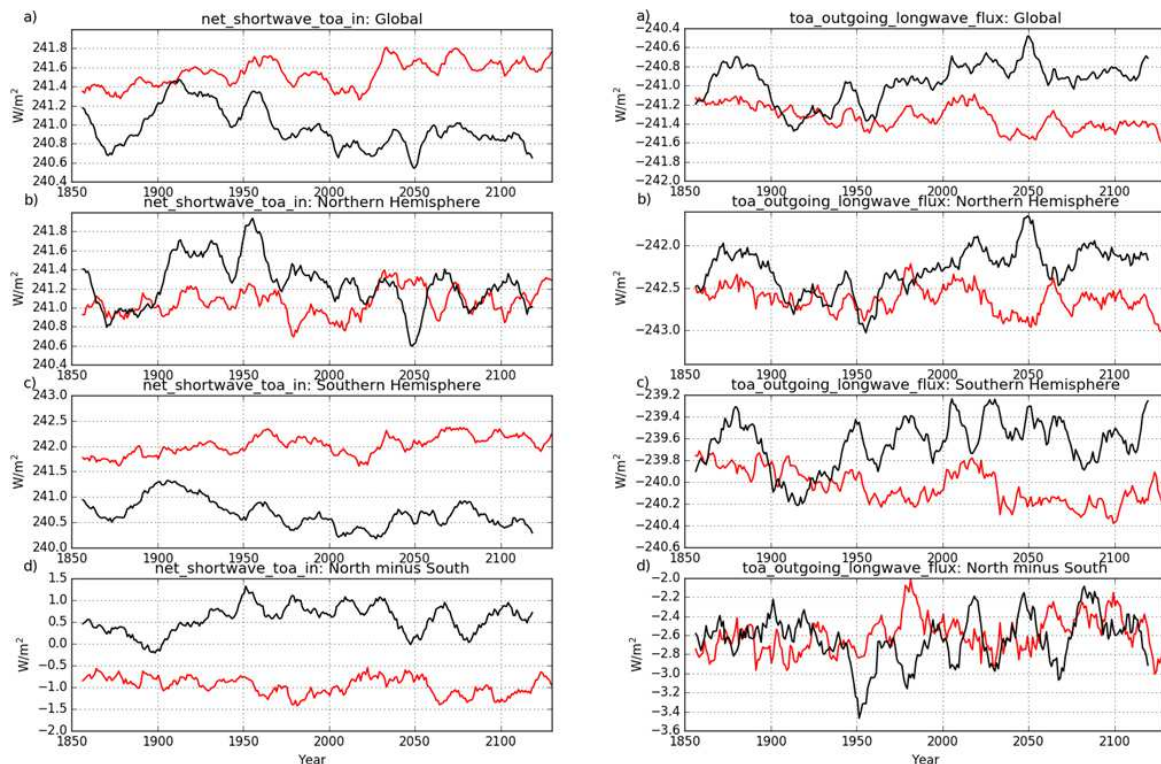 a)
net_shortwave_toa_in: Global
241.8
241.6
241.4
241.2
241.0
240.8
240.6
240.4
W/m²
1850 1900 1950 2000 2050 2100
b)
net_shortwave_toa_in: Northern Hemisphere
241.8
241.6
241.4
241.2
241.0
240.8
240.6
240.4
W/m²
1850 1900 1950 2000 2050 2100
c)
net_shortwave_toa_in: Southern Hemisphere
243.0
242.5
242.0
241.5
241.0
240.5
240.0
W/m²
1850 1900 1950 2000 2050 2100
d)
net_shortwave_toa_in: North minus South
1.5
1.0
0.5
0.0
−0.5
−1.0
−1.5
−2.0
W/m²
1850 1900 1950 2000 2050 2100
Year
a)
toa_outgoing_longwave_flux: Global
−240.4
−240.6
−240.8
−241.0
−241.2
−241.4
−241.6
−241.8
−242.0
W/m²
1850 1900 1950 2000 2050 2100
b)
toa_outgoing_longwave_flux: Northern Hemisphere
−242.0
−242.5
−243.0
W/m²
1850 1900 1950 2000 2050 2100
c)
toa_outgoing_longwave_flux: Southern Hemisphere
−239.2
−239.4
−239.6
−239.8
−240.0
−240.2
−240.4
−240.6
W/m²
1850 1900 1950 2000 2050 2100
d)
toa_outgoing_longwave_flux: North minus South
−2.0
−2.2
−2.4
−2.6
−2.8
−3.0
−3.2
−3.4
−3.6
W/m²
1850 1900 1950 2000 2050 2100
Year